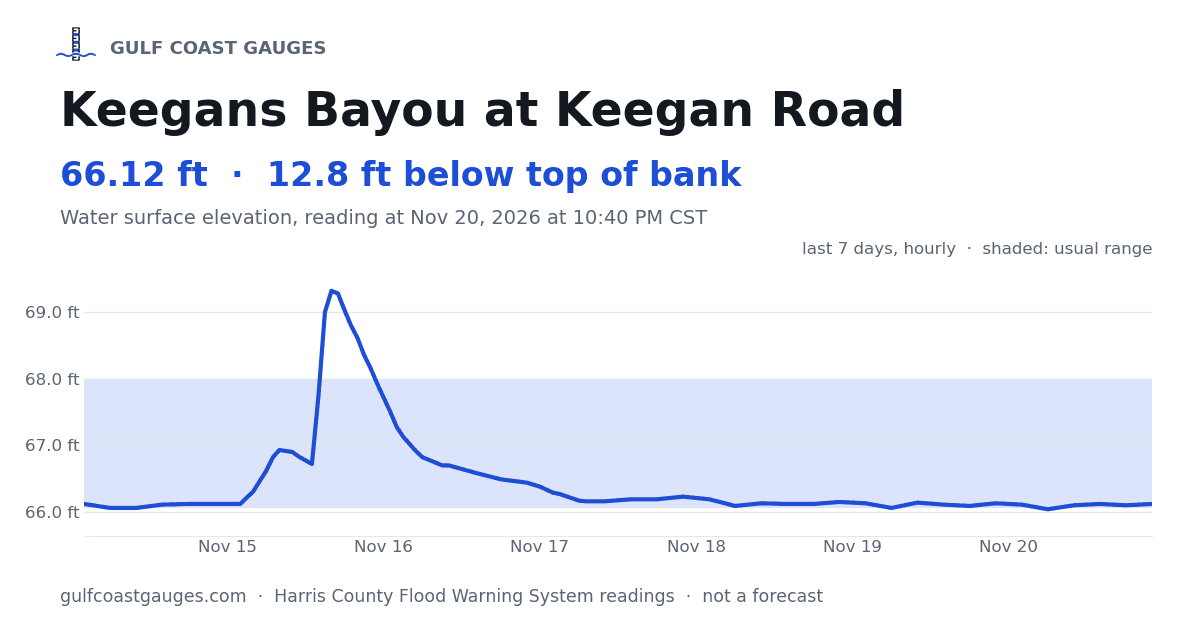 GULF COAST GAUGES
Keegans Bayou at Keegan Road
66.12 ft · 12.8 ft below top of bank
Water surface elevation, reading at Nov 20, 2026 at 10:40 PM CST
last 7 days, hourly · shaded: usual range
69.0 ft
68.0 ft
67.0 ft
66.0 ft
Nov 15 Nov 16 Nov 17 Nov 18 Nov 19 Nov 20
gulfcoastgauges.com · Harris County Flood Warning System readings · not a forecast